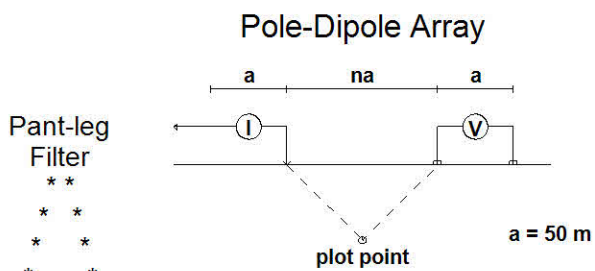 Pole-Dipole Array
a na a
I V
Pant-leg
Filter
* *
* *
* *
* *
a = 50 m
plot point